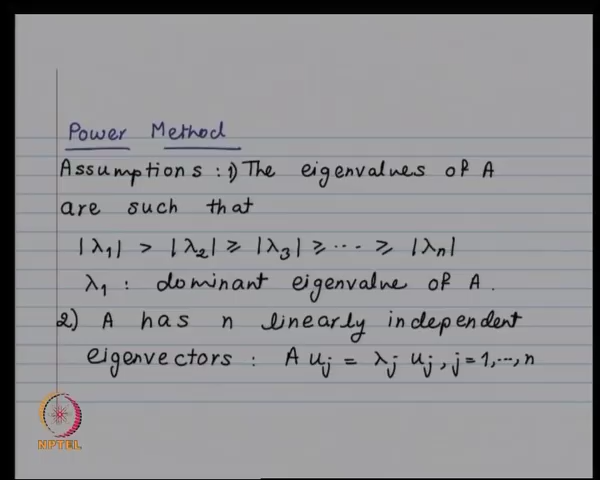 Power Method
Assumptions : 1) The eigenvalues of A
are such that
|λ₁| > |λ₂| ≥ |λ₃| ≥ ··· ≥ |λn|
λ₁ : dominant eigenvalue of A .
2) A has n linearly independent
eigenvectors : A uj = λj uj , j = 1, ···, n
NPTEL